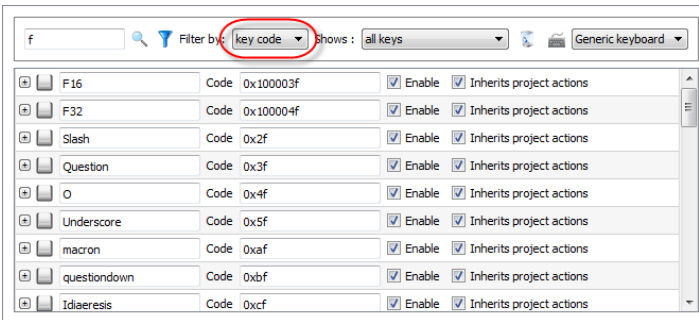 f Filter by: key code Shows : all keys Generic keyboard
F16 Code 0x100003f Enable Inherits project actions
F32 Code 0x100004f Enable Inherits project actions
Slash Code 0x2f Enable Inherits project actions
Question Code 0x3f Enable Inherits project actions
O Code 0x4f Enable Inherits project actions
Underscore Code 0x5f Enable Inherits project actions
macron Code 0xaf Enable Inherits project actions
questiondown Code 0xbf Enable Inherits project actions
Idiaeresis Code 0xcf Enable Inherits project actions